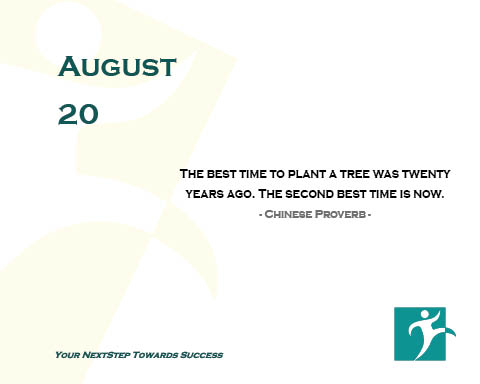 August
20
The best time to plant a tree was twenty
years ago. The second best time is now.
- Chinese Proverb -
Your NextStep Towards Success